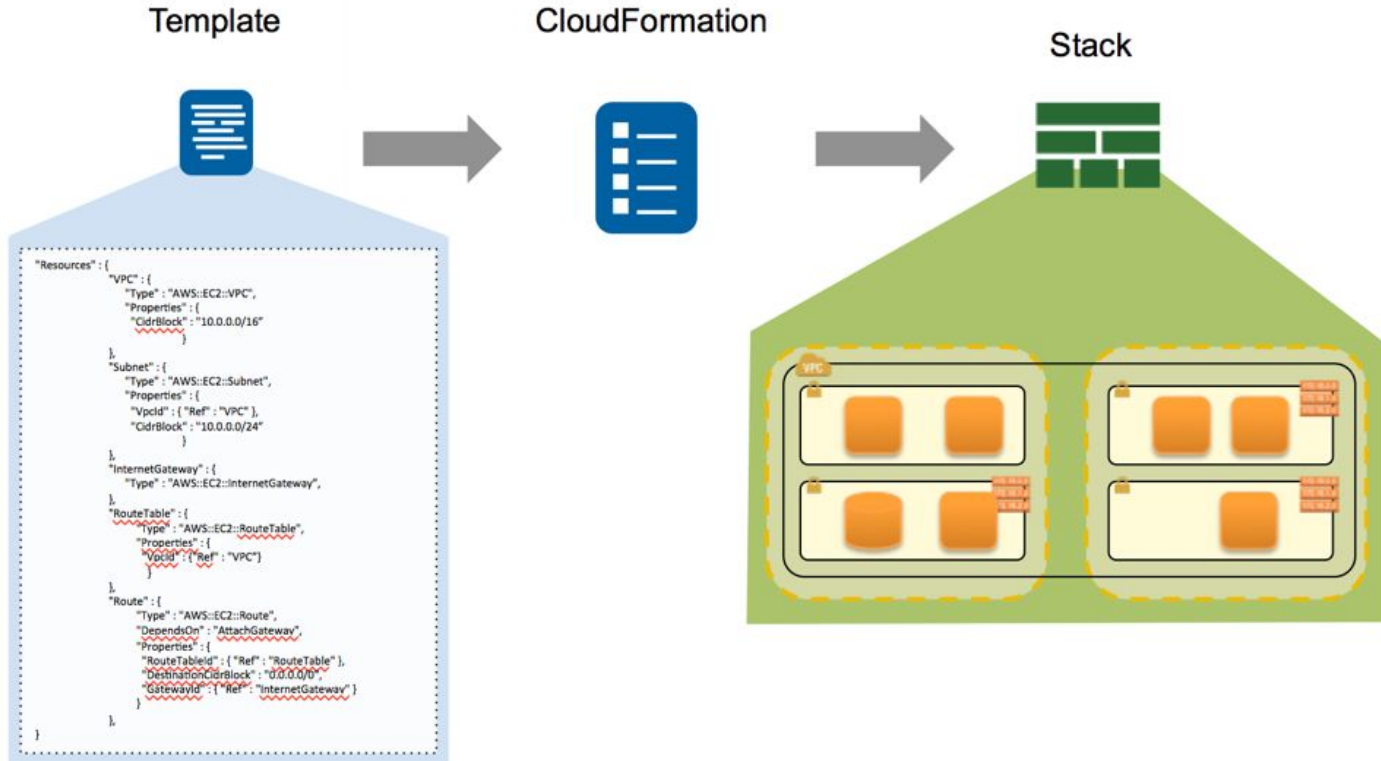 Template
CloudFormation
Stack
"Resources" : {
"VPC" : {
"Type" : "AWS::EC2::VPC",
"Properties" : {
"CidrBlock" : "10.0.0.0/16"
}
},
"Subnet" : {
"Type" : "AWS::EC2::Subnet",
"Properties" : {
"VpcId" : { "Ref" : "VPC" },
"CidrBlock" : "10.0.0.0/24"
}
},
"InternetGateway" : {
"Type" : "AWS::EC2::InternetGateway",
},
"RouteTable" : {
"Type" : "AWS::EC2::RouteTable",
"Properties" : {
"VpcId" : {"Ref" : "VPC"}
}
},
"Route" : {
"Type" : "AWS::EC2::Route",
"DependsOn" : "AttachGateway",
"Properties" : {
"RouteTableId" : { "Ref" : "RouteTable" },
"DestinationCidrBlock" : "0.0.0.0/0",
"GatewayId" : { "Ref" : "InternetGateway" }
}
},
}
VPC